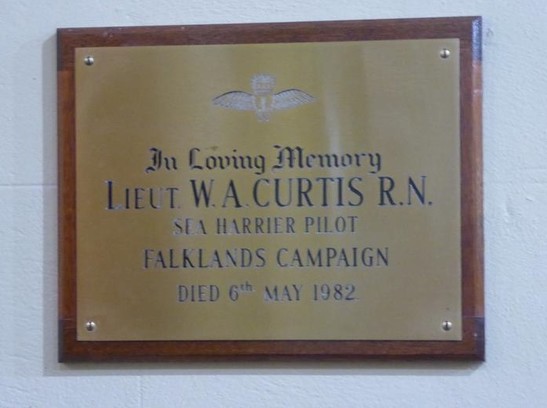 In Loving Memory
LIEUT. W.A.CURTIS R.N.
SEA HARRIER PILOT
FALKLANDS CAMPAIGN
DIED 6th MAY 1982.